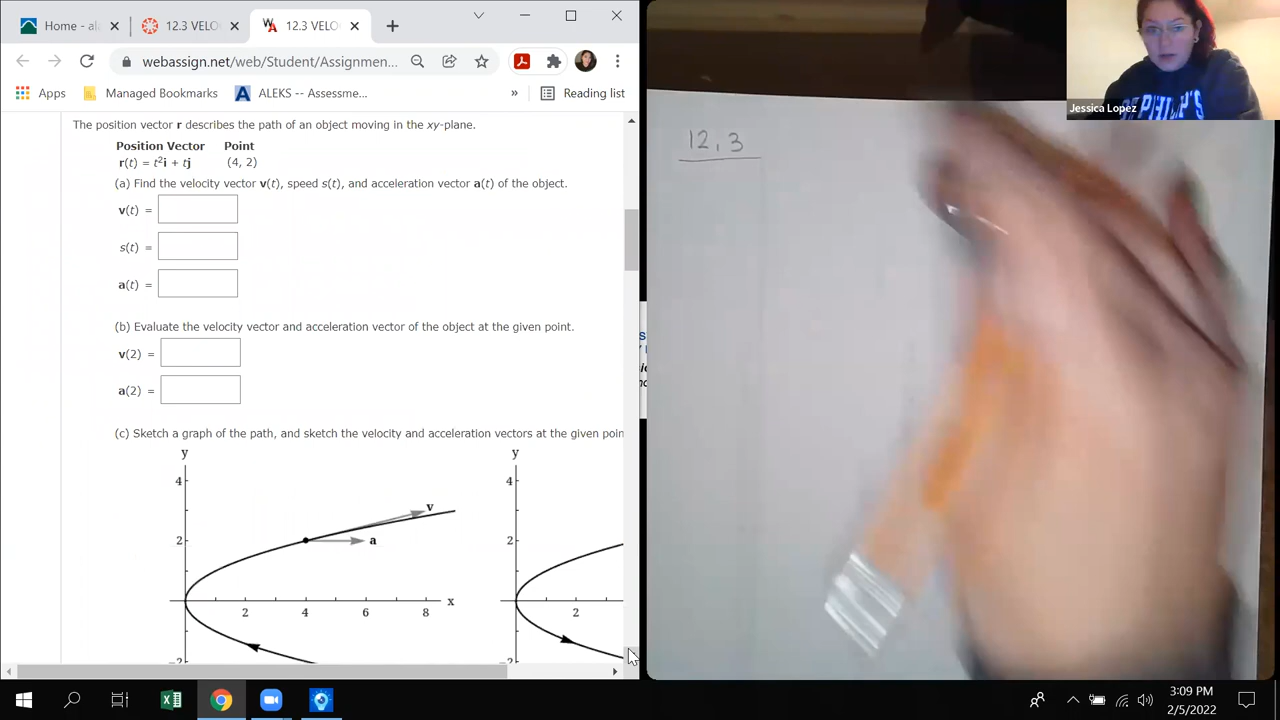 Home - al
12.3 VELO
12.3 VELO
webassign.net/web/Student/Assignmen...
Apps
Managed Bookmarks
ALEKS -- Assessme...
»
Reading list
The position vector r describes the path of an object moving in the xy-plane.
Position Vector Point
r(t) = t²i + tj (4, 2)
(a) Find the velocity vector v(t), speed s(t), and acceleration vector a(t) of the object.
v(t) =
s(t) =
a(t) =
(b) Evaluate the velocity vector and acceleration vector of the object at the given point.
v(2) =
a(2) =
(c) Sketch a graph of the path, and sketch the velocity and acceleration vectors at the given poin
y
4
2
-2
2 4 6 8
x
v
a
y
4
2
-2
2
12.3
Jessica Lopez
3:09 PM
2/5/2022